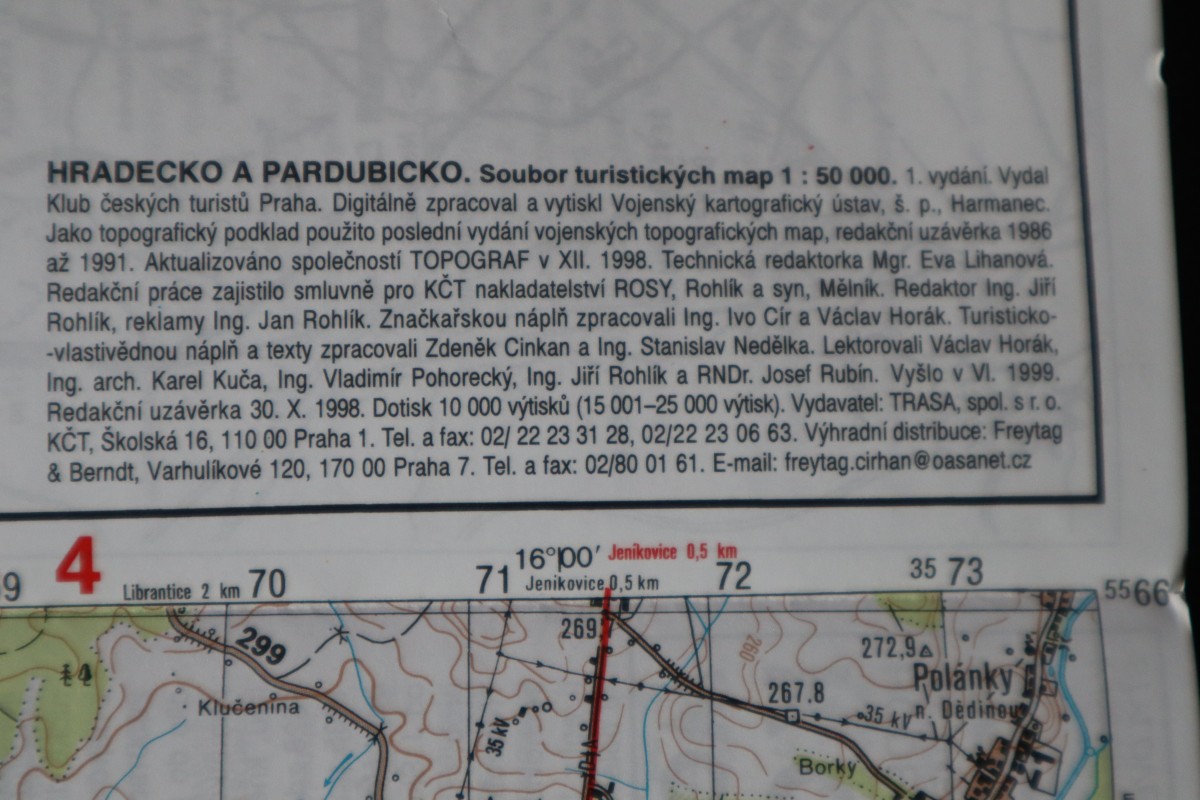 HRADECKO A PARDUBICKO. Soubor turistických map 1 : 50 000. 1. vydání. Vydal
Klub českých turistů Praha. Digitálně zpracoval a vytiskl Vojenský kartografický ústav, š. p., Harmanec.
Jako topografický podklad použito poslední vydání vojenských topografických map, redakční uzávěrka 1986
až 1991. Aktualizováno společností TOPOGRAF v XII. 1998. Technická redaktorka Mgr. Eva Lihanová.
Redakční práce zajistilo smluvně pro KČT nakladatelství ROSY, Rohlík a syn, Mělník. Redaktor Ing. Jiří
Rohlík, reklamy Ing. Jan Rohlík. Značkařskou náplň zpracovali Ing. Ivo Cír a Václav Horák. Turisticko-
-vlastivědnou náplň a texty zpracovali Zdeněk Cinkan a Ing. Stanislav Nedělka. Lektorovali Václav Horák,
Ing. arch. Karel Kuča, Ing. Vladimír Pohorecký, Ing. Jiří Rohlík a RNDr. Josef Rubín. Vyšlo v VI. 1999.
Redakční uzávěrka 30. X. 1998. Dotisk 10 000 výtisků (15 001–25 000 výtisk). Vydavatel: TRASA, spol. s r. o.
KČT, Školská 16, 110 00 Praha 1. Tel. a fax: 02/ 22 23 31 28, 02/22 23 06 63. Výhradní distribuce: Freytag
& Berndt, Varhulíkové 120, 170 00 Praha 7. Tel. a fax: 02/80 01 61. E-mail: freytag.cirhan@oasanet.cz
4
16°00′ Jeníkovice 0,5 km
Librantice 2 km 70 71 Jeníkovice 0,5 km 72 35 73 55 66
269
299
260
272,9
Polánky
n. Dědinou
Klučenina
267.8
35 kV
35 kV
Borky